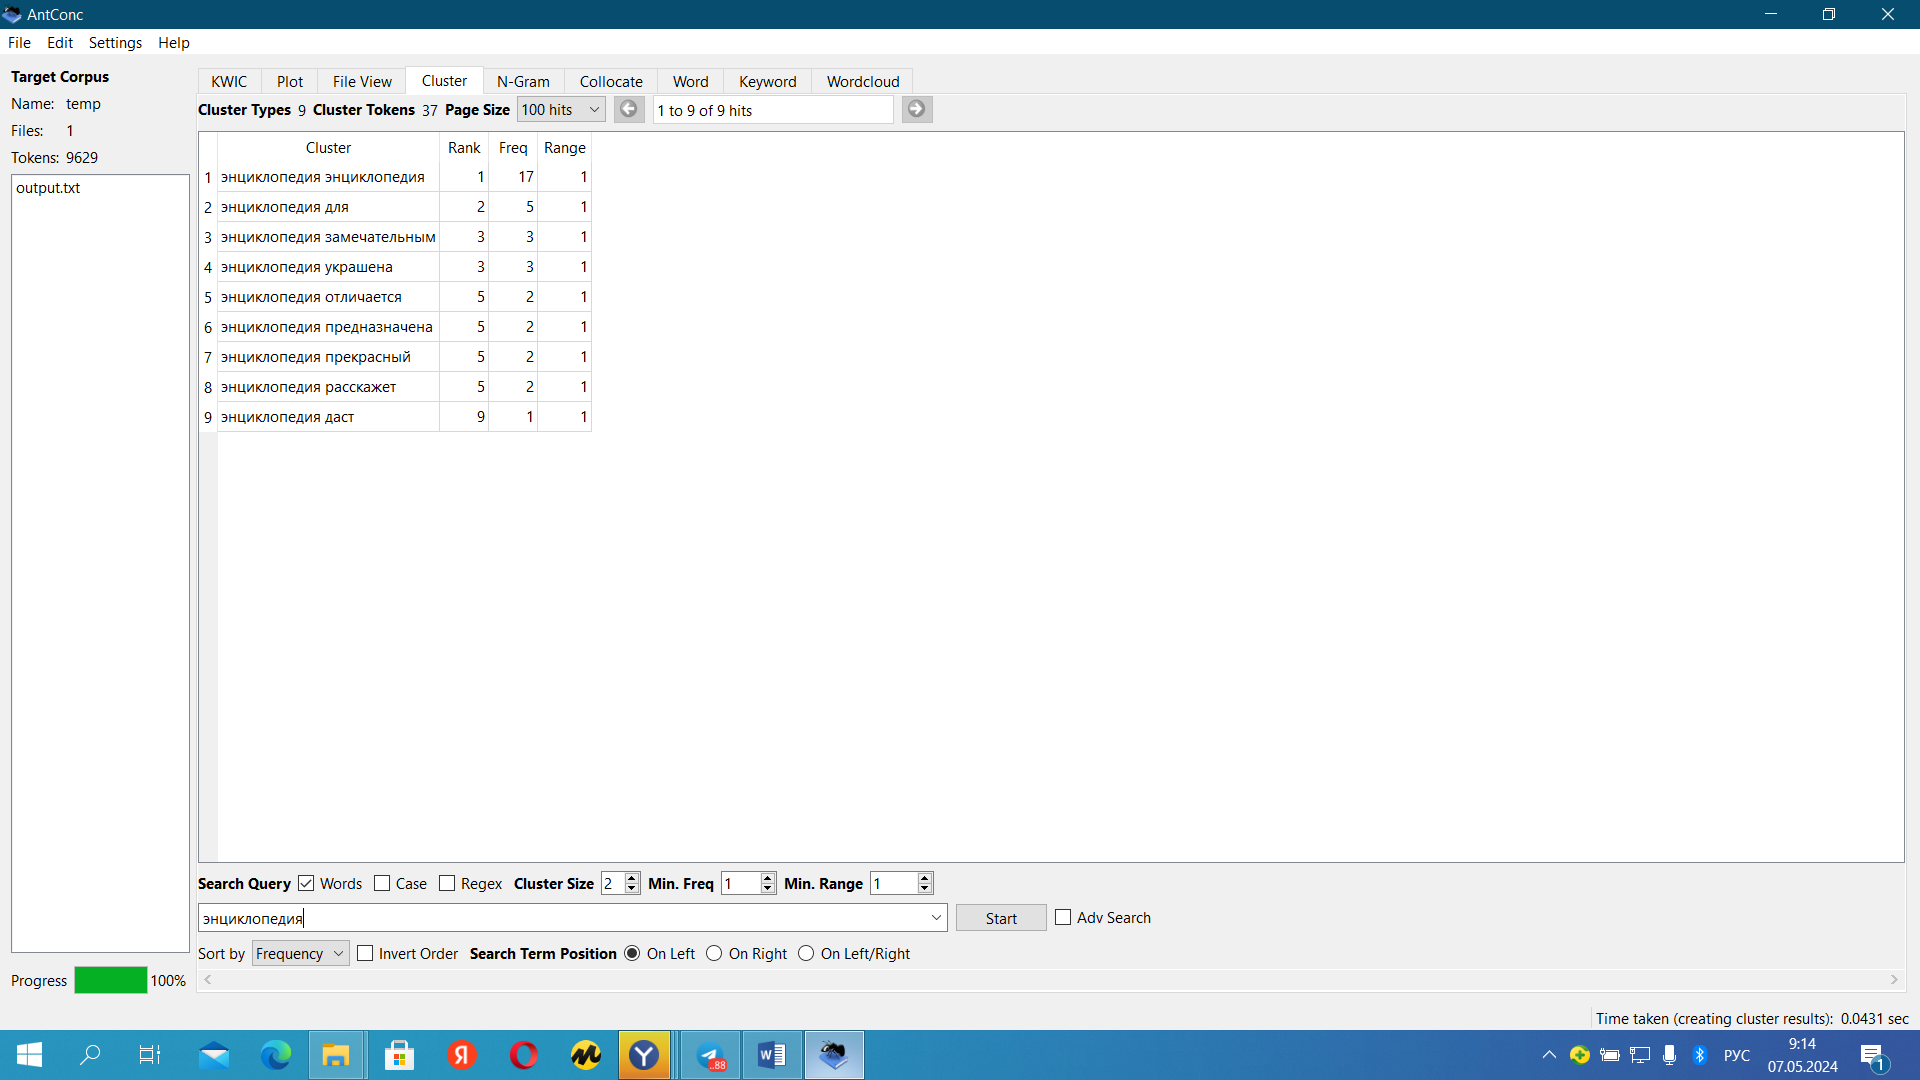 AntConc
File Edit Settings Help
Target Corpus
Name: temp
Files: 1
Tokens: 9629
output.txt
Progress 100%
KWIC Plot File View Cluster N-Gram Collocate Word Keyword Wordcloud
Cluster Types 9 Cluster Tokens 37 Page Size 100 hits 1 to 9 of 9 hits
Cluster Rank Freq Range
1 энциклопедия энциклопедия 1 17 1
2 энциклопедия для 2 5 1
3 энциклопедия замечательным 3 3 1
4 энциклопедия украшена 3 3 1
5 энциклопедия отличается 5 2 1
6 энциклопедия предназначена 5 2 1
7 энциклопедия прекрасный 5 2 1
8 энциклопедия расскажет 5 2 1
9 энциклопедия даст 9 1 1
Search Query Words Case Regex Cluster Size 2 Min. Freq 1 Min. Range 1
энциклопедия Start Adv Search
Sort by Frequency Invert Order Search Term Position On Left On Right On Left/Right
Time taken (creating cluster results): 0.0431 sec
Я Y ..88 W РУС 9:14
07.05.2024 1